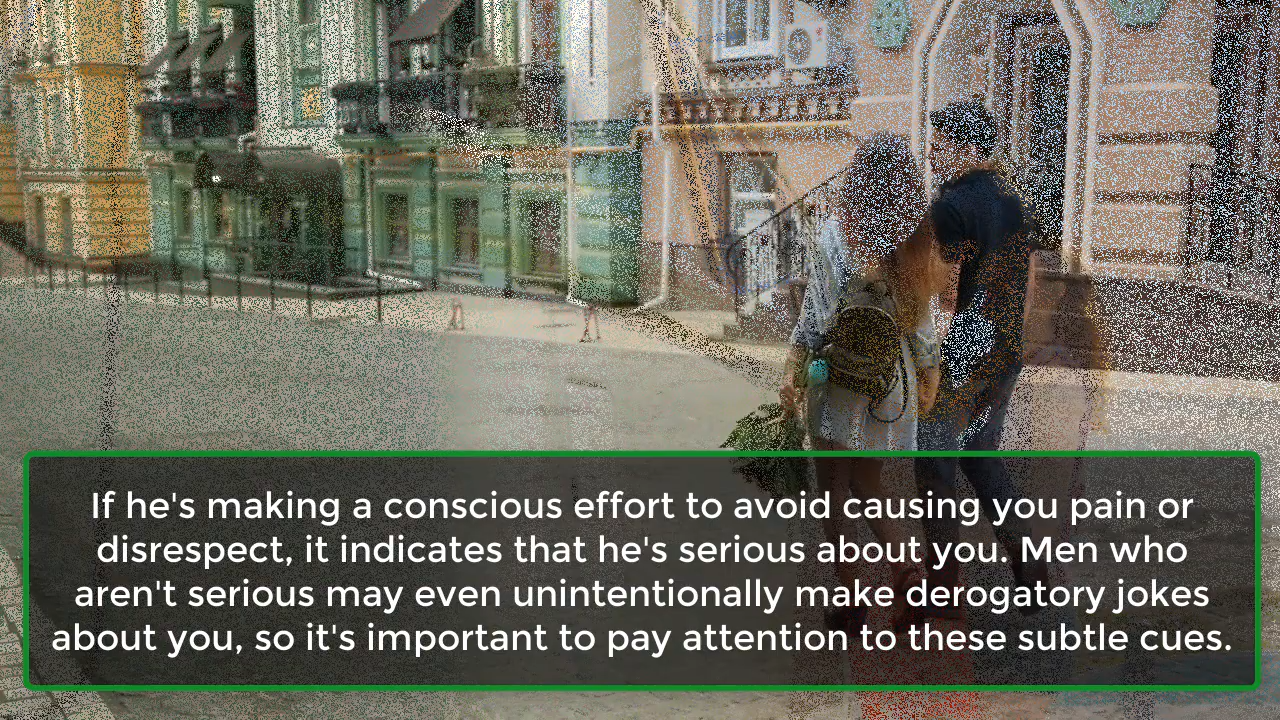 If he's making a conscious effort to avoid causing you pain or
disrespect, it indicates that he's serious about you. Men who
aren't serious may even unintentionally make derogatory jokes
about you, so it's important to pay attention to these subtle cues.